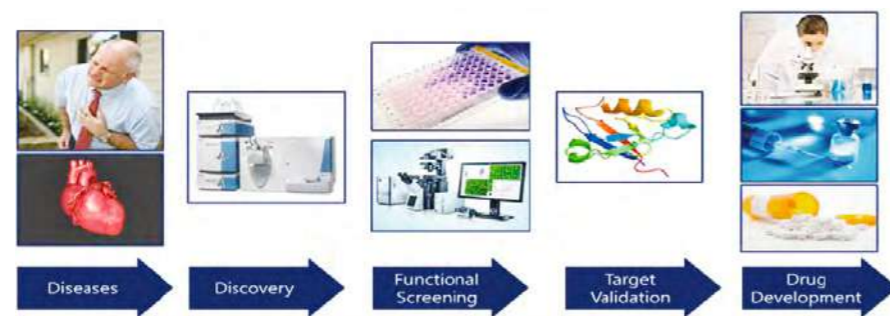 Diseases
Discovery
Functional
Screening
Target
Validation
Drug
Development